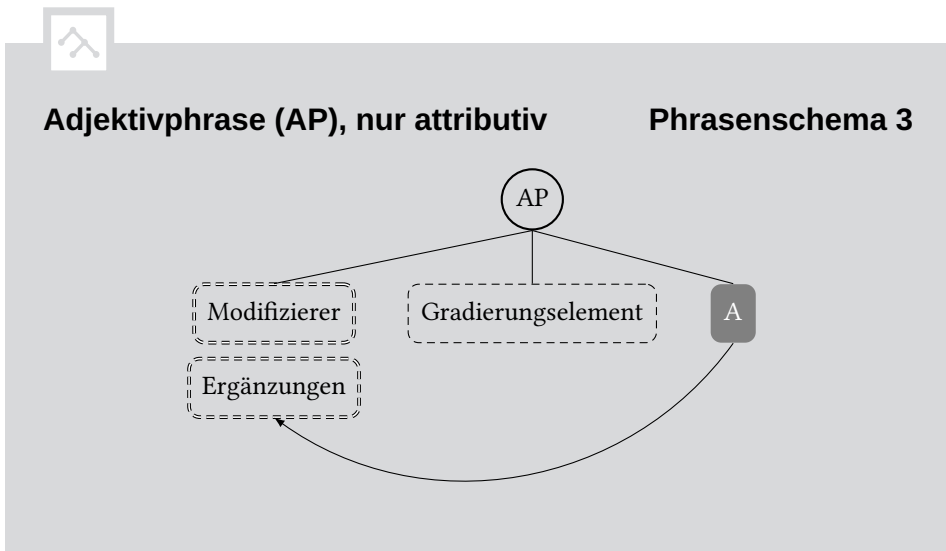 Adjektivphrase (AP), nur attributiv Phrasenschema 3
AP
Modifizierer Gradierungselement A
Ergänzungen